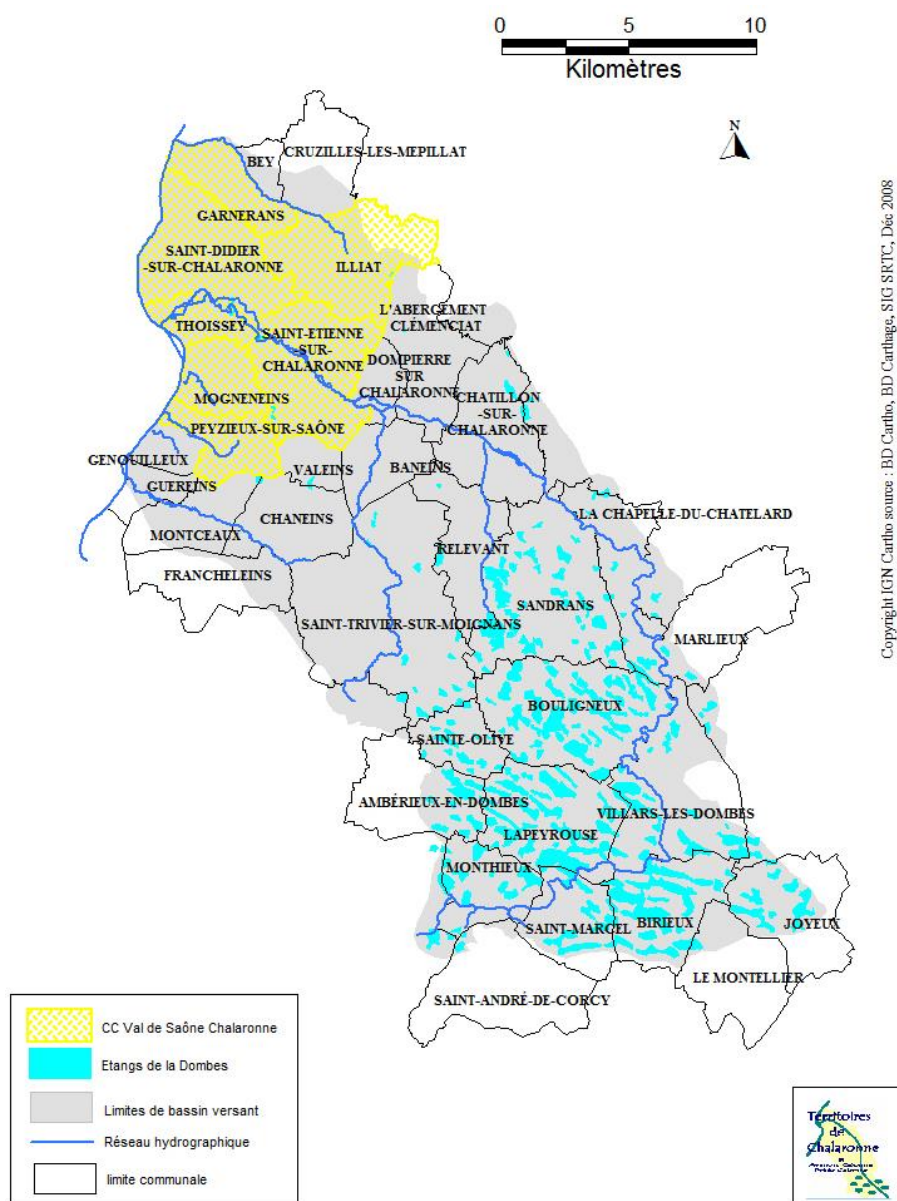 0 5 10
Kilomètres
N
BEY
CRUZILLES-LES-MEPILLAT
GARNERANS
SAINT-DIDIER
-SUR-CHALARONNE
ILLIAT
L'ABERGEMENT
CLÉMENCIAT
THOISSEY
SAINT-ETIENNE
-SUR-
CHALARONNE
DOMPIERRE
SUR
CHALARONNE
CHATILLON
-SUR-
CHALARONNE
MOGNENEINS
PEYZIEUX-SUR-SAÔNE
GENOUILLEUX
VALEINS
BANEINS
GUEREINS
CHANEINS
LA CHAPELLE-DU-CHATELARD
MONTCEAUX
RELEVANT
FRANCHELEINS
SANDRANS
SAINT-TRIVIER-SUR-MOIGNANS
MARLIEUX
BOULIGNEUX
SAINTE-OLIVE
AMBÉRIEUX-EN-DOMBES
VILLARS-LES-DOMBES
LAPEYROUSE
MONTHIEUX
SAINT-MARCEL
BIRIEUX
JOYEUX
LE MONTELLIER
SAINT-ANDRÉ-DE-CORCY
Copyright IGN Cartho source : BD Cartho, BD Carthage, SIG SRTC, Déc 2008
CC Val de Saône Chalaronne
Etangs de la Dombes
Limites de bassin versant
Réseau hydrographique
limite communale
Territoires
de
Chalaronne